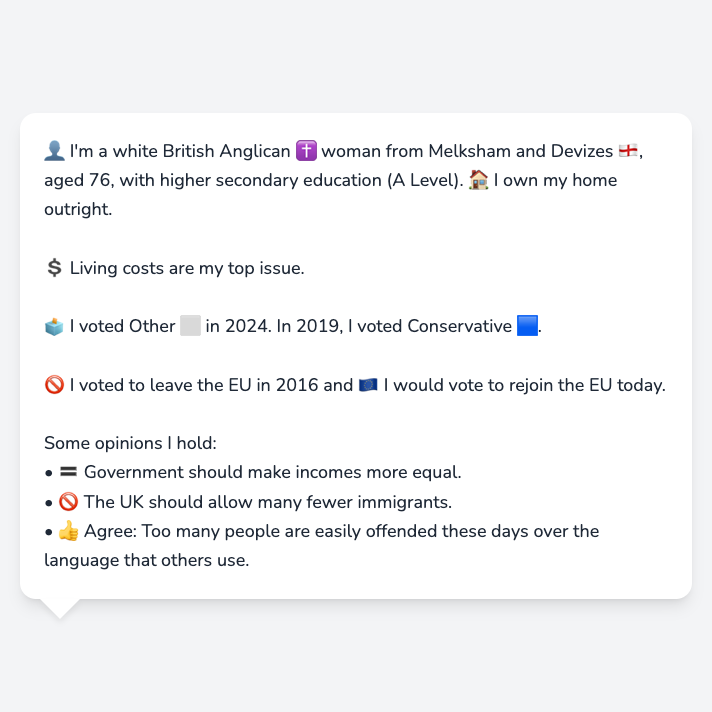 👤 I'm a white British Anglican ✝️ woman from Melksham and Devizes 🏴󠁧󠁢󠁥󠁮󠁧󠁿,
aged 76, with higher secondary education (A Level). 🏠 I own my home
outright.
💲 Living costs are my top issue.
🗳️ I voted Other ⬜ in 2024. In 2019, I voted Conservative 🟦.
🚫 I voted to leave the EU in 2016 and 🇪🇺 I would vote to rejoin the EU today.
Some opinions I hold:
• 🟰 Government should make incomes more equal.
• 🚫 The UK should allow many fewer immigrants.
• 👍 Agree: Too many people are easily offended these days over the
language that others use.